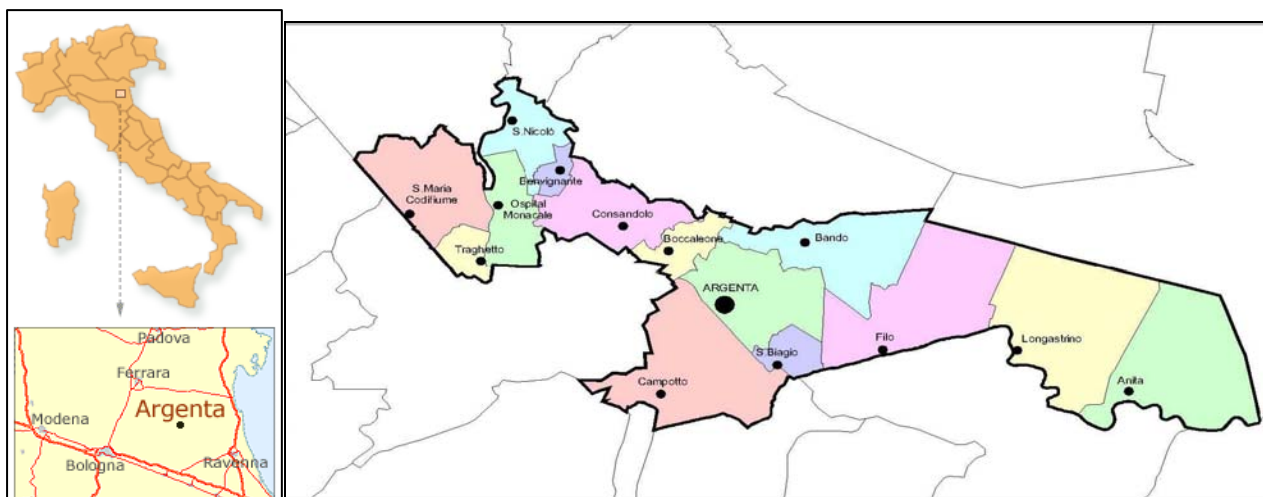 Padova
Ferrara
Argenta
Modena
Bologna
Ravenna
S.Nicolò
Benvignante
S.Maria
Codifiume
Ospital
Monacale
Consandolo
Traghetto
Boccaleone
Bando
ARGENTA
Filo
S.Biagio
Longastrino
Campotto
Anita